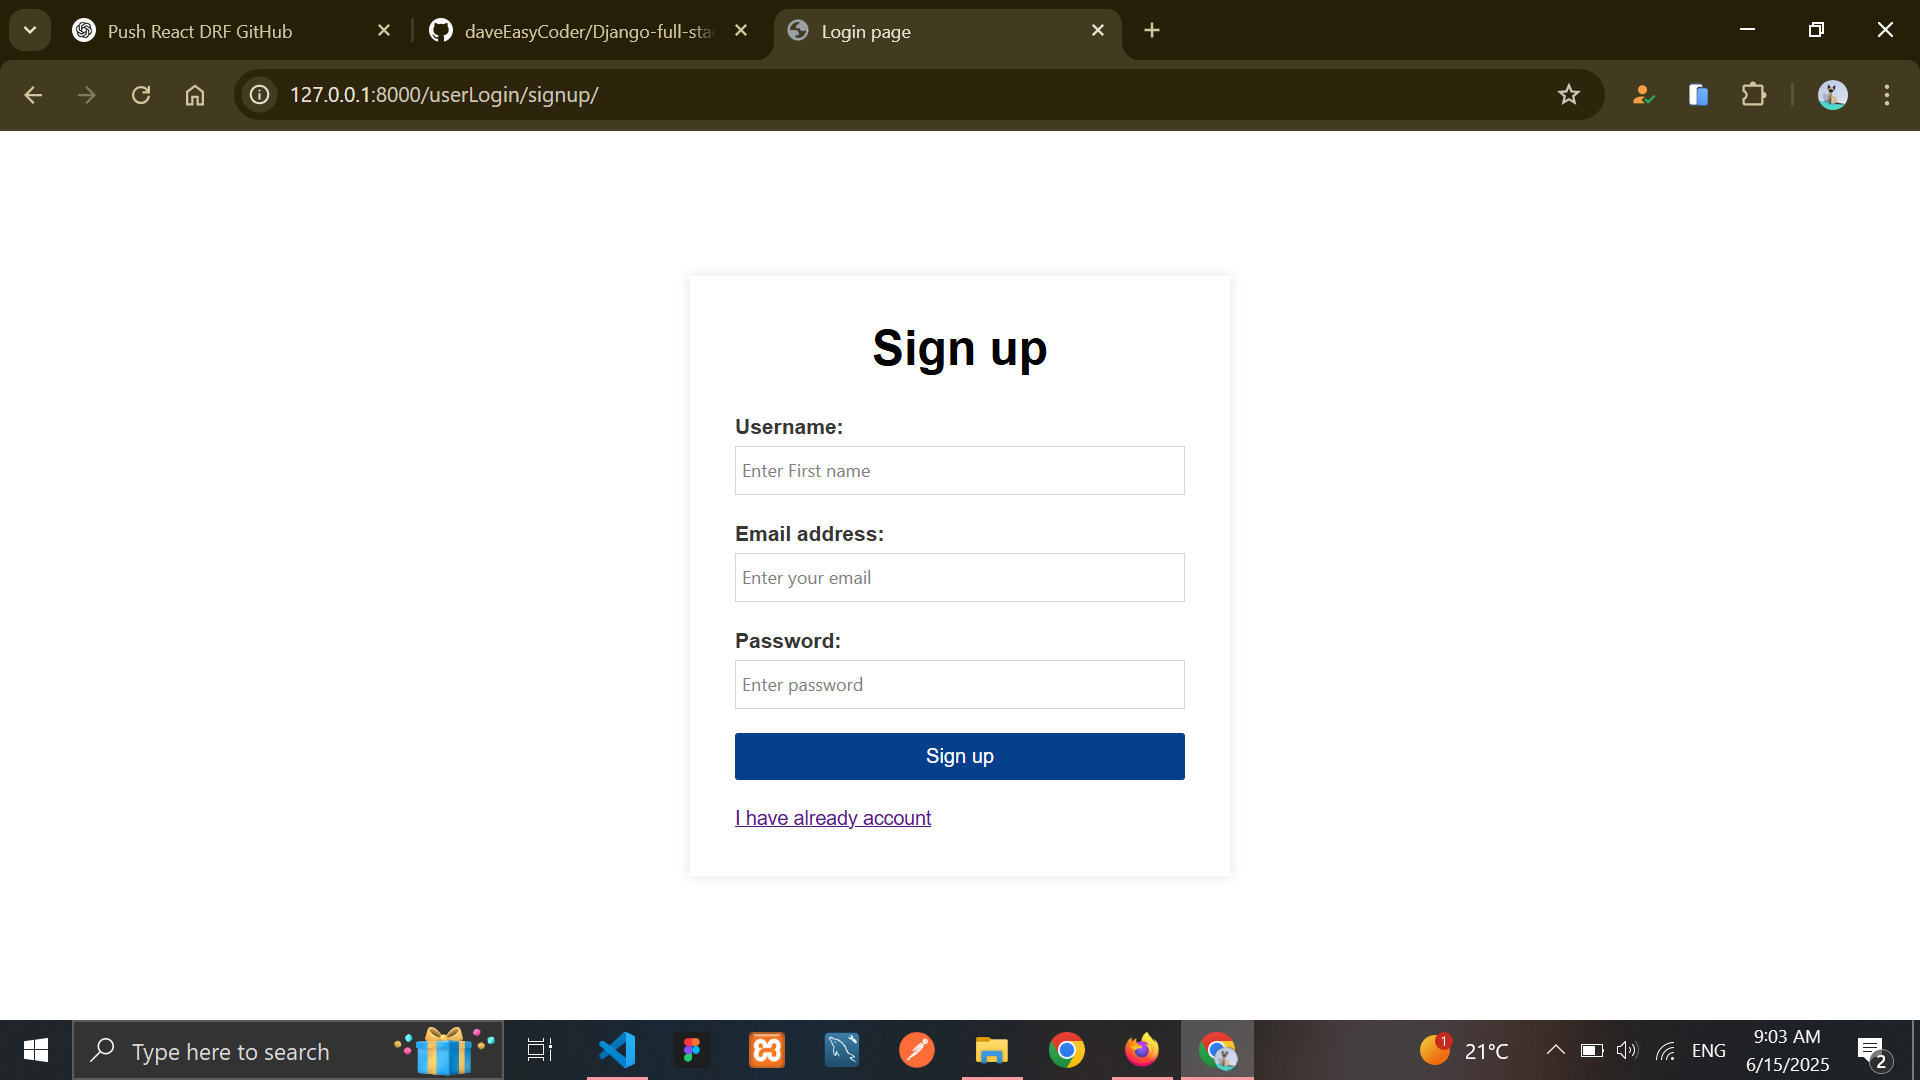 Push React DRF GitHub
daveEasyCoder/Django-full-sta
Login page
127.0.0.1:8000/userLogin/signup/
Sign up
Username:
Enter First name
Email address:
Enter your email
Password:
Enter password
Sign up
I have already account
Type here to search
1
21°C
ENG
9:03 AM
6/15/2025
2